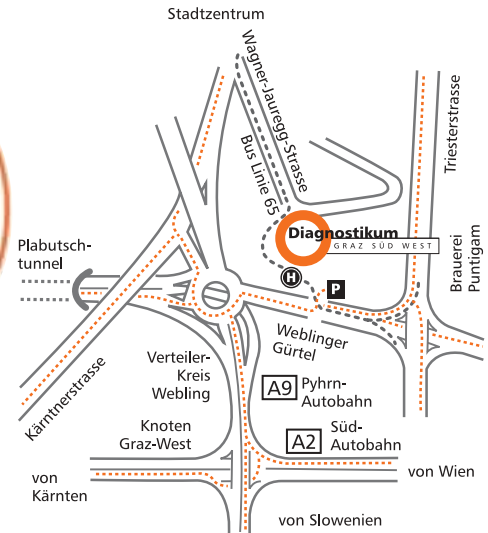 Stadtzentrum
Wagner-Jauregg-Strasse
Bus Linie 65
Triesterstrasse
Diagnostikum
GRAZ SÜD WEST
Plabutsch-
tunnel
H
P
Brauerei
Puntigam
Weblinger
Gürtel
Verteiler-
Kreis
Webling
Kärntnerstrasse
A9 Pyhrn-
Autobahn
Knoten
Graz-West
A2 Süd-
Autobahn
von
Kärnten
von Wien
von Slowenien